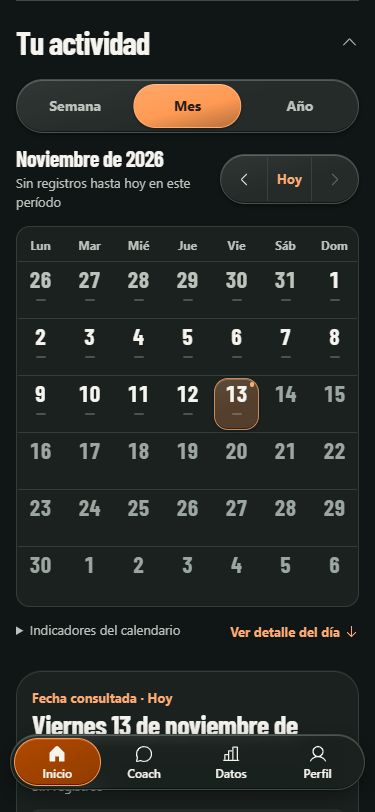 Tu actividad
Semana Mes Año
Noviembre de 2026
Sin registros hasta hoy en este
período
Hoy
Lun Mar Mié Jue Vie Sáb Dom
26 27 28 29 30 31 1
2 3 4 5 6 7 8
9 10 11 12 13 14 15
16 17 18 19 20 21 22
23 24 25 26 27 28 29
30 1 2 3 4 5 6
Indicadores del calendario
Ver detalle del día ↓
Fecha consultada · Hoy
Viernes 13 de noviembre de
Sin registros
Inicio Coach Datos Perfil